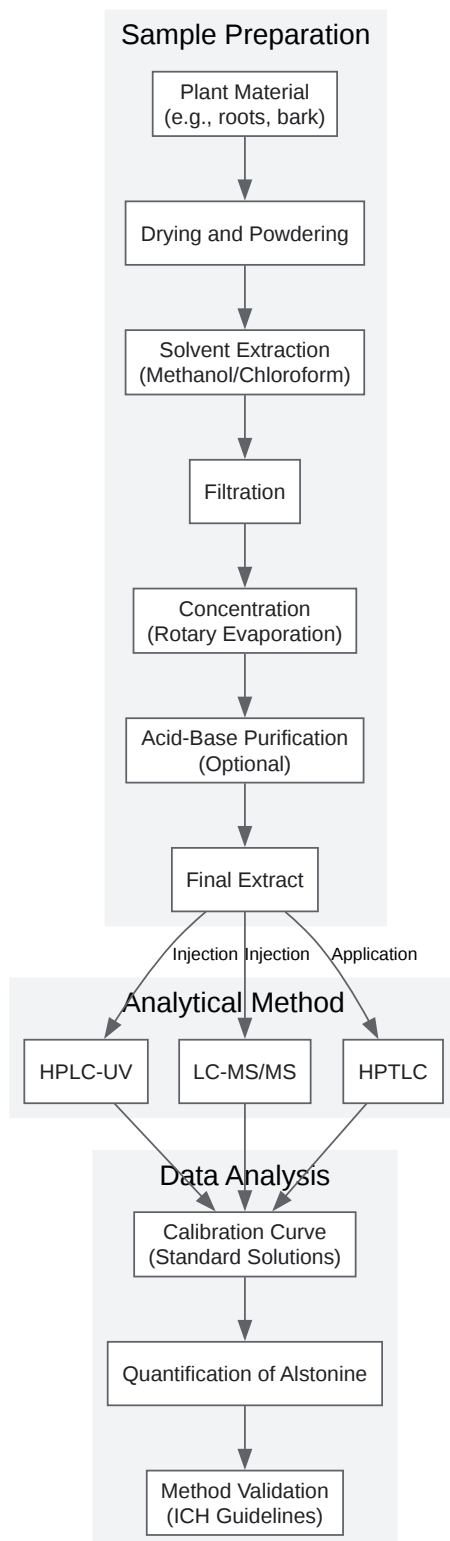 Sample Preparation
Plant Material
(e.g., roots, bark)
Drying and Powdering
Solvent Extraction
(Methanol/Chloroform)
Filtration
Concentration
(Rotary Evaporation)
Acid-Base Purification
(Optional)
Final Extract
Injection Injection Application
Analytical Method
HPLC-UV LC-MS/MS HPTLC
Data Analysis
Calibration Curve
(Standard Solutions)
Quantification of Alstonine
Method Validation
(ICH Guidelines)